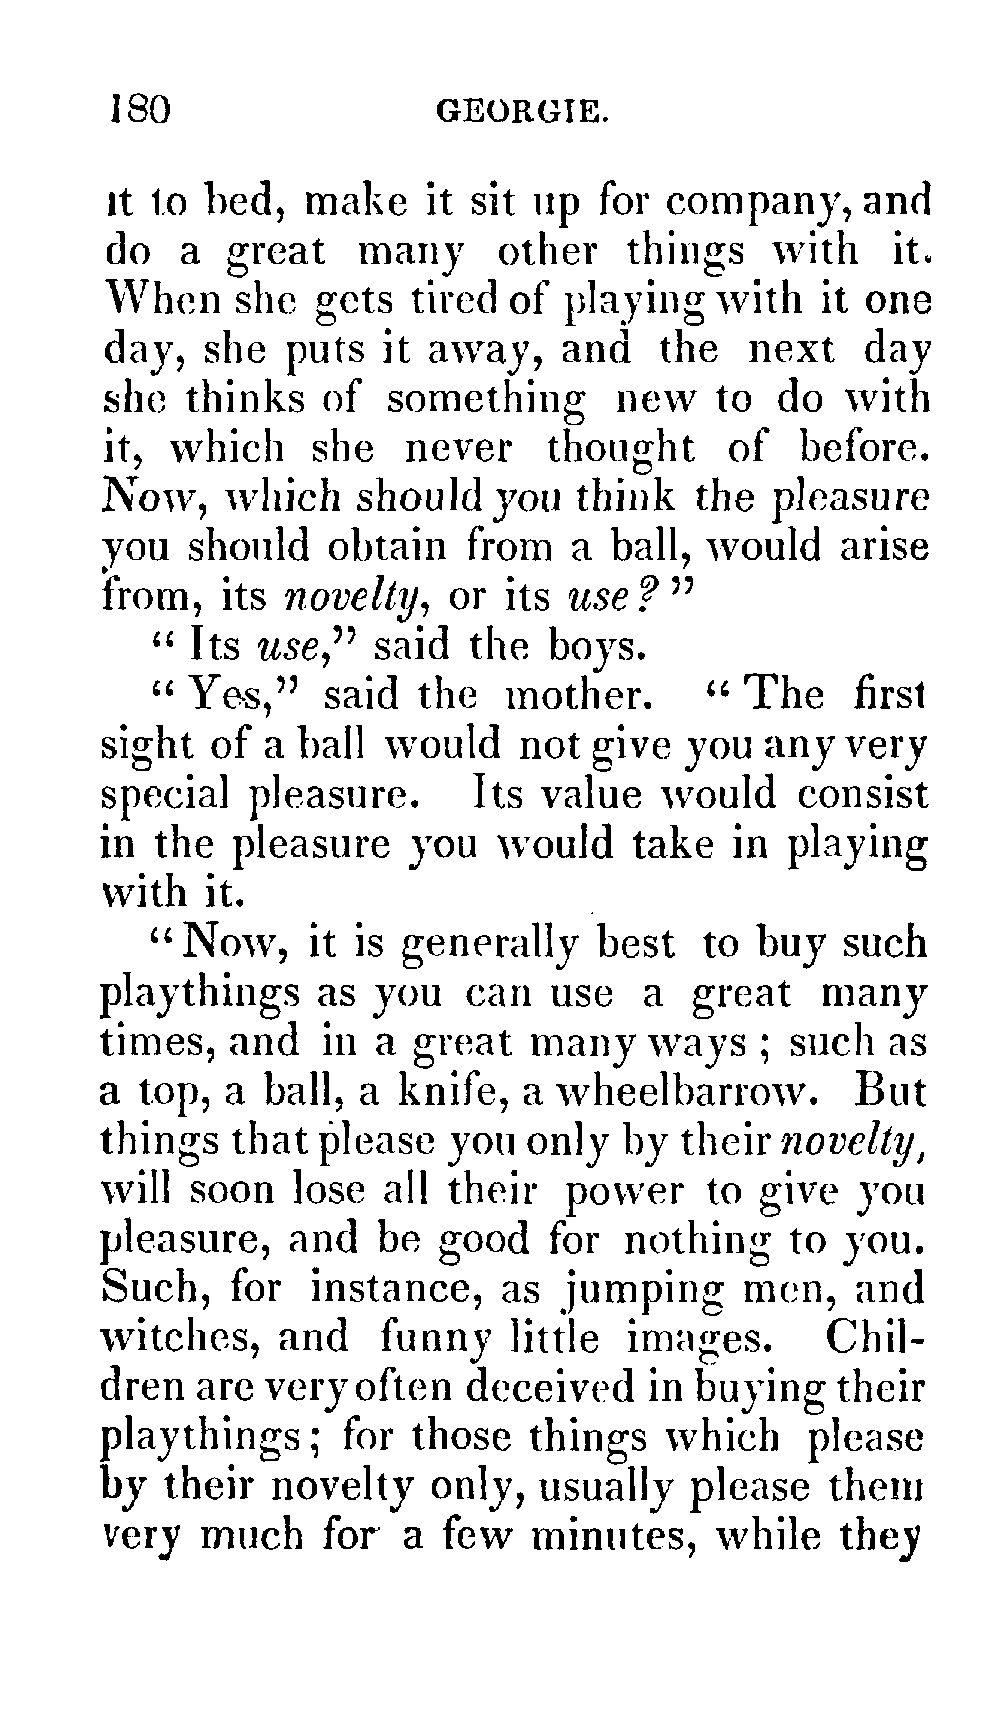 180 GEORGIE.
it to bed, make it sit up for company, and
do a great many other things with it.
When she gets tired of playing with it one
day, she puts it away, and the next day
she thinks of something new to do with
it, which she never thought of before.
Now, which should you think the pleasure
you should obtain from a ball, would arise
from, its novelty, or its use?"
"Its use," said the boys.
"Yes," said the mother. "The first
sight of a ball would not give you any very
special pleasure. Its value would consist
in the pleasure you would take in playing
with it.
"Now, it is generally best to buy such
playthings as you can use a great many
times, and in a great many ways; such as
a top, a ball, a knife, a wheelbarrow. But
things that please you only by their novelty,
will soon lose all their power to give you
pleasure, and be good for nothing to you.
Such, for instance, as jumping men, and
witches, and funny little images. Chil-
dren are very often deceived in buying their
playthings; for those things which please
by their novelty only, usually please them
very much for a few minutes, while they